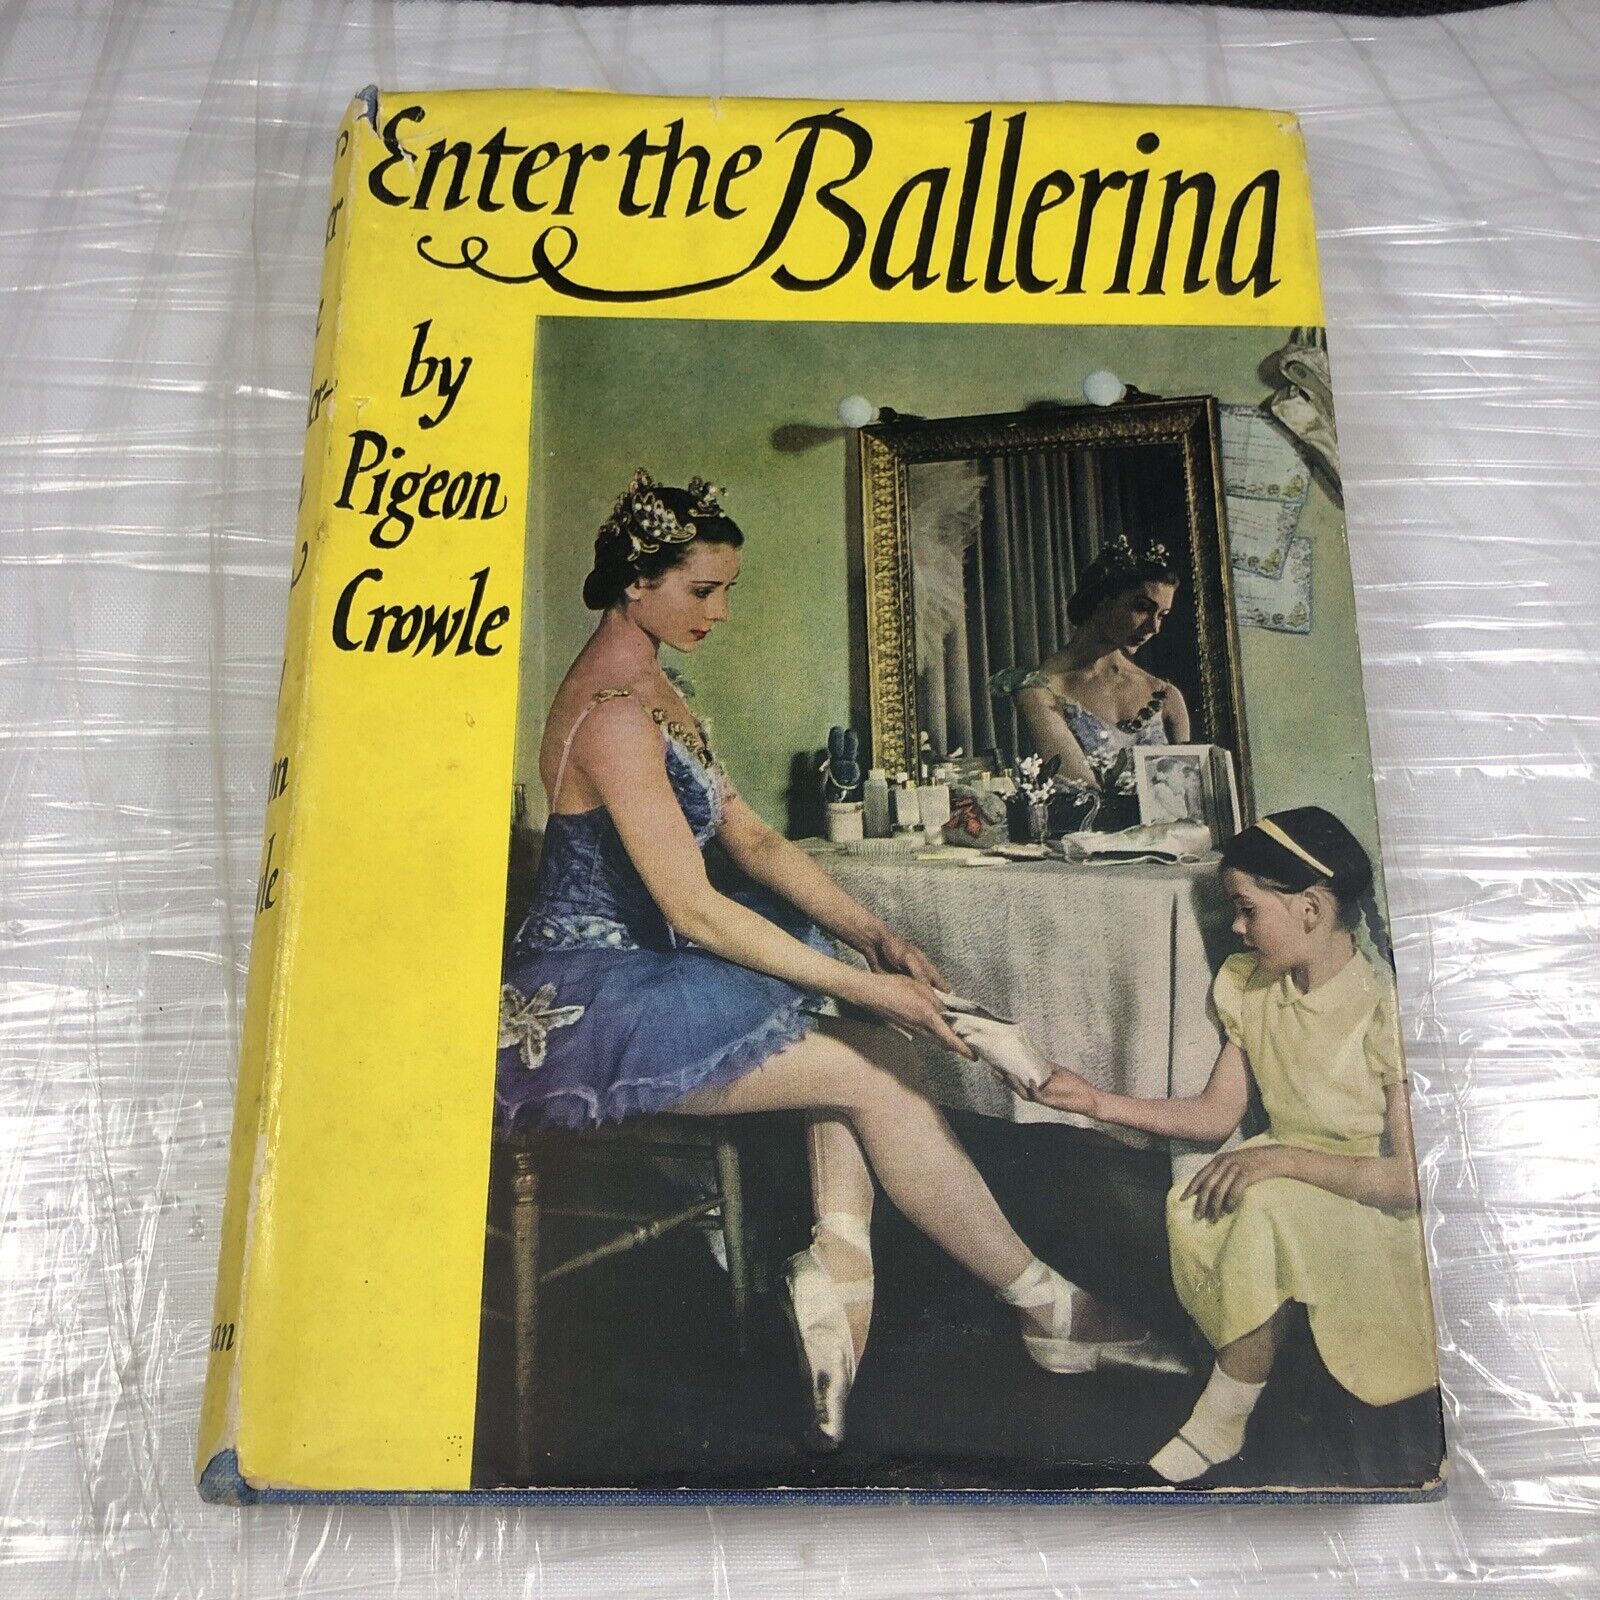 Enter the Ballerina
by
Pigeon
Crowle